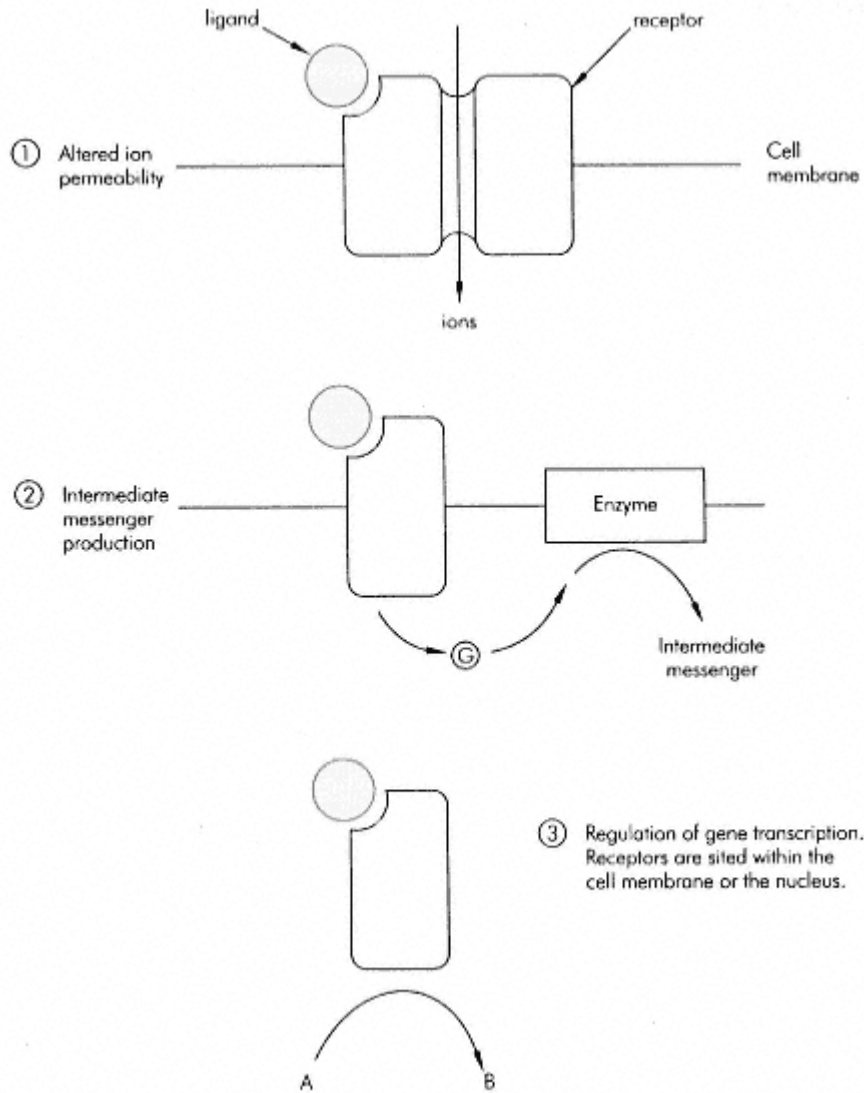 ligand
receptor
① Altered ion
permeability
Cell
membrane
ions
② Intermediate
messenger
production
Enzyme
G
Intermediate
messenger
③ Regulation of gene transcription.
Receptors are sited within the
cell membrane or the nucleus.
A
B